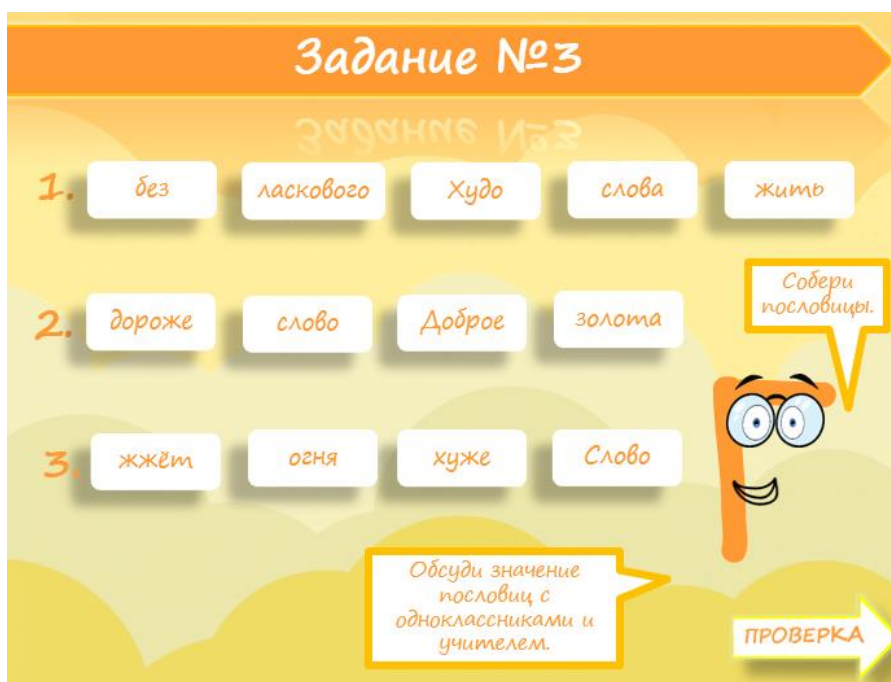 Задание №3
1. без ласкового Худо слова жить
Собери
пословицы.
2. дороже слово Доброе золота
3. жжём огня хуже Слово
Обсуди значение
пословиц с
одноклассниками и
учителем.
ПРОВЕРКА